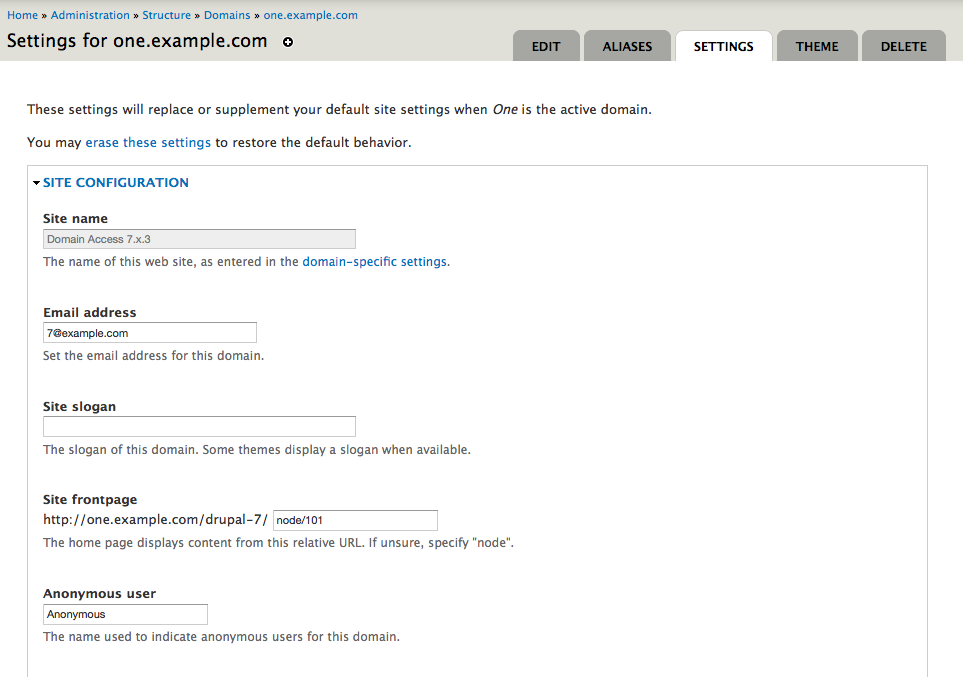 Home » Administration » Structure » Domains » one.example.com
Settings for one.example.com
EDIT ALIASES SETTINGS THEME DELETE
These settings will replace or supplement your default site settings when One is the active domain.
You may erase these settings to restore the default behavior.
SITE CONFIGURATION
Site name
Domain Access 7.x.3
The name of this web site, as entered in the domain-specific settings.
Email address
7@example.com
Set the email address for this domain.
Site slogan
The slogan of this domain. Some themes display a slogan when available.
Site frontpage
http://one.example.com/drupal-7/ node/101
The home page displays content from this relative URL. If unsure, specify "node".
Anonymous user
Anonymous
The name used to indicate anonymous users for this domain.